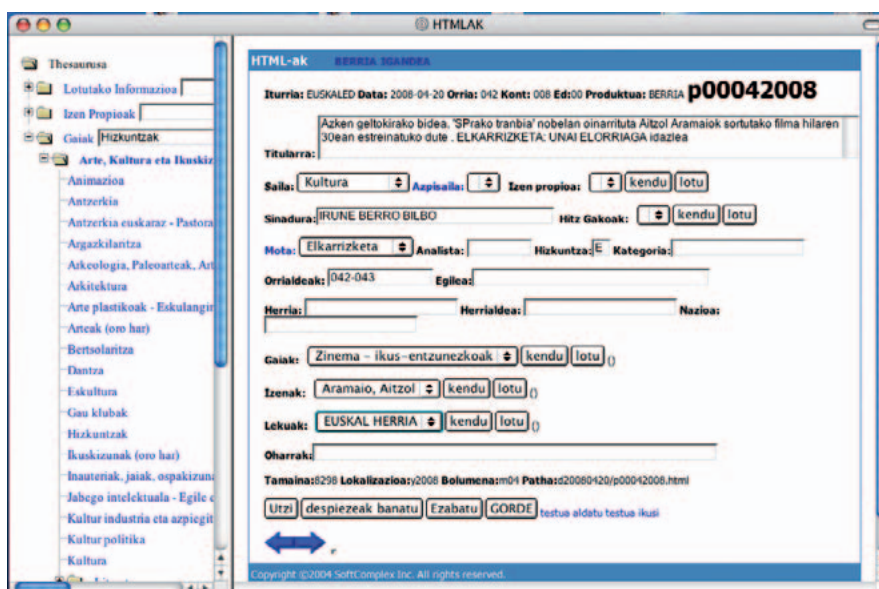 HTMLAK
Thesaurusa
Lotutako Informazioa
Izen Propioak
Gaiak Hizkuntzak
Arte, Kultura eta Ikuskiz
Animazioa
Antzerkia
Antzerkia euskaraz - Pastora
Argazkilaritza
Arkeologia, Paleoarteak, Art
Arkitektura
Arte plastikoak - Eskulangin
Arteak (oro har)
Bertsolaritza
Dantza
Eskultura
Gau klubak
Hizkuntzak
Ikuskizunak (oro har)
Inauteriak, jaiak, ospakizuna
Jabego intelektuala - Egile e
Kultur industria eta azpiegit
Kultur politika
Kultura
HTML-ak BERRIA IGANDEA
Iturria: EUSKALED Data: 2008-04-20 Orria: 042 Kont: 008 Ed:00 Produktua: BERRIA p00042008
Azken geltokirako bidea. 'SPrako tranbia' nobelan oinarrituta Aitzol Aramaiok sortutako filma hilaren
30ean estreinatuko dute . ELKARRIZKETA: UNAI ELORRIAGA idazlea
Titularra:
Saila: Kultura Azpisaila: Izen propioa: kendu lotu
Sinadura: IRUNE BERRO BILBO Hitz Gakoak: kendu lotu
Mota: Elkarrizketa Analista: Hizkuntza: E Kategoria:
Orrialdeak: 042-043 Egilea:
Herria: Herrialdea: Nazioa:
Gaiak: Zinema - ikus-entzunezkoak kendu lotu ()
Izenak: Aramaio, Aitzol kendu lotu ()
Lekuak: EUSKAL HERRIA kendu lotu ()
Oharrak:
Tamaina:8298 Lokalizazioa:y2008 Bolumena:m04 Patha:d20080420/p00042008.html
Utzi despiezeak banatu Ezabatu GORDE testua aldatu testua ikusi
Copyright ©2004 SoftComplex Inc. All rights reserved.